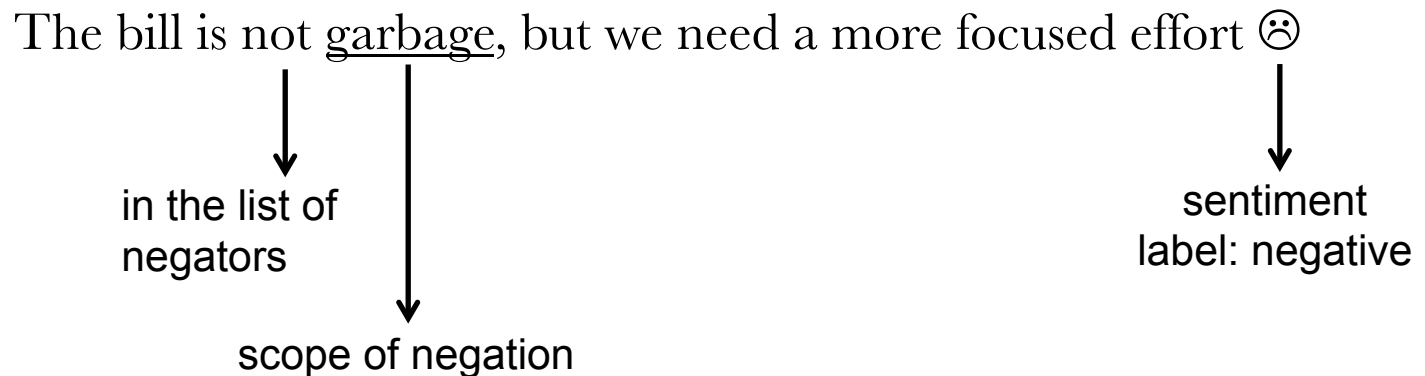 The bill is not garbage, but we need a more focused effort ☹
in the list of
negators
sentiment
label: negative
scope of negation